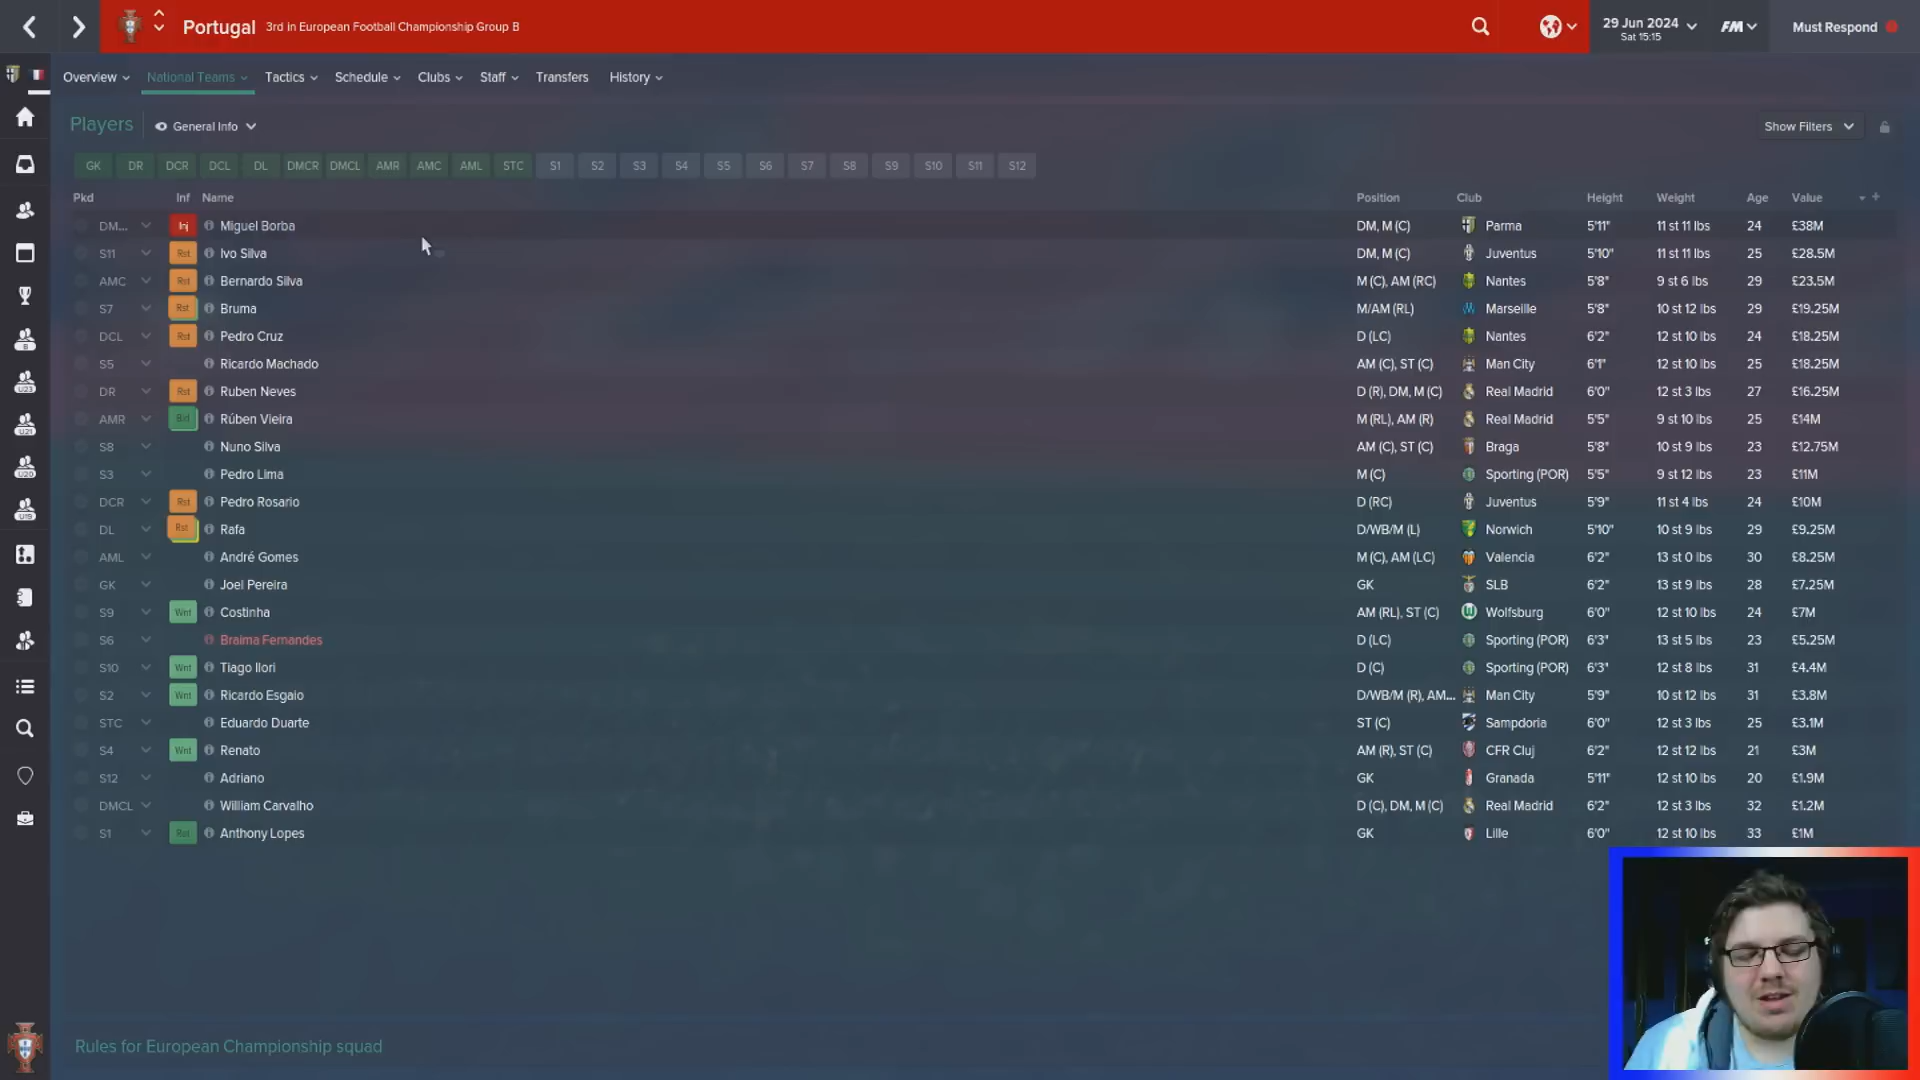 Portugal 3rd in European Football Championship Group B 29 Jun 2024 FM Must Respond
Sat 15:15
Overview National Teams Tactics Schedule Clubs Staff Transfers History
Players General Info Show Filters
GK DR DCR DCL DL DMCR DMCL AMR AMC AML STC S1 S2 S3 S4 S5 S6 S7 S8 S9 S10 S11 S12
Pkd Inf Name Position Club Height Weight Age Value
DM... Inj Miguel Borba DM, M (C) Parma 5'11" 11 st 11 lbs 24 £38M
S11 Rst Ivo Silva DM, M (C) Juventus 5'10" 11 st 11 lbs 25 £28.5M
AMC Rst Bernardo Silva M (C), AM (RC) Nantes 5'8" 9 st 6 lbs 29 £23.5M
S7 Rst Bruma M/AM (RL) Marseille 5'8" 10 st 12 lbs 29 £19.25M
DCL Rst Pedro Cruz D (LC) Nantes 6'2" 12 st 10 lbs 24 £18.25M
S5 Ricardo Machado AM (C), ST (C) Man City 6'1" 12 st 10 lbs 25 £18.25M
DR Rst Ruben Neves D (R), DM, M (C) Real Madrid 6'0" 12 st 3 lbs 27 £16.25M
AMR Bid Rúben Vieira M (RL), AM (R) Real Madrid 5'5" 9 st 10 lbs 25 £14M
S8 Nuno Silva AM (C), ST (C) Braga 5'8" 10 st 9 lbs 23 £12.75M
S3 Pedro Lima M (C) Sporting (POR) 5'5" 9 st 12 lbs 23 £11M
DCR Rst Pedro Rosario D (RC) Juventus 5'9" 11 st 4 lbs 24 £10M
DL Rst Rafa D/WB/M (L) Norwich 5'10" 10 st 9 lbs 29 £9.25M
AML André Gomes M (C), AM (LC) Valencia 6'2" 13 st 0 lbs 30 £8.25M
GK Joel Pereira GK SLB 6'2" 13 st 9 lbs 28 £7.25M
S9 Wnt Costinha AM (RL), ST (C) Wolfsburg 6'0" 12 st 10 lbs 24 £7M
S6 Braima Fernandes D (LC) Sporting (POR) 6'3" 13 st 5 lbs 23 £5.25M
S10 Wnt Tiago Ilori D (C) Sporting (POR) 6'3" 12 st 8 lbs 31 £4.4M
S2 Wnt Ricardo Esgaio D/WB/M (R), AM... Man City 5'9" 10 st 12 lbs 31 £3.8M
STC Eduardo Duarte ST (C) Sampdoria 6'0" 12 st 3 lbs 25 £3.1M
S4 Wnt Renato AM (R), ST (C) CFR Cluj 6'2" 12 st 12 lbs 21 £3M
S12 Adriano GK Granada 5'11" 12 st 10 lbs 20 £1.9M
DMCL William Carvalho D (C), DM, M (C) Real Madrid 6'2" 12 st 3 lbs 32 £1.2M
S1 Rst Anthony Lopes GK Lille 6'0" 12 st 10 lbs 33 £1M
Rules for European Championship squad
B
U23
U21
U20
U19